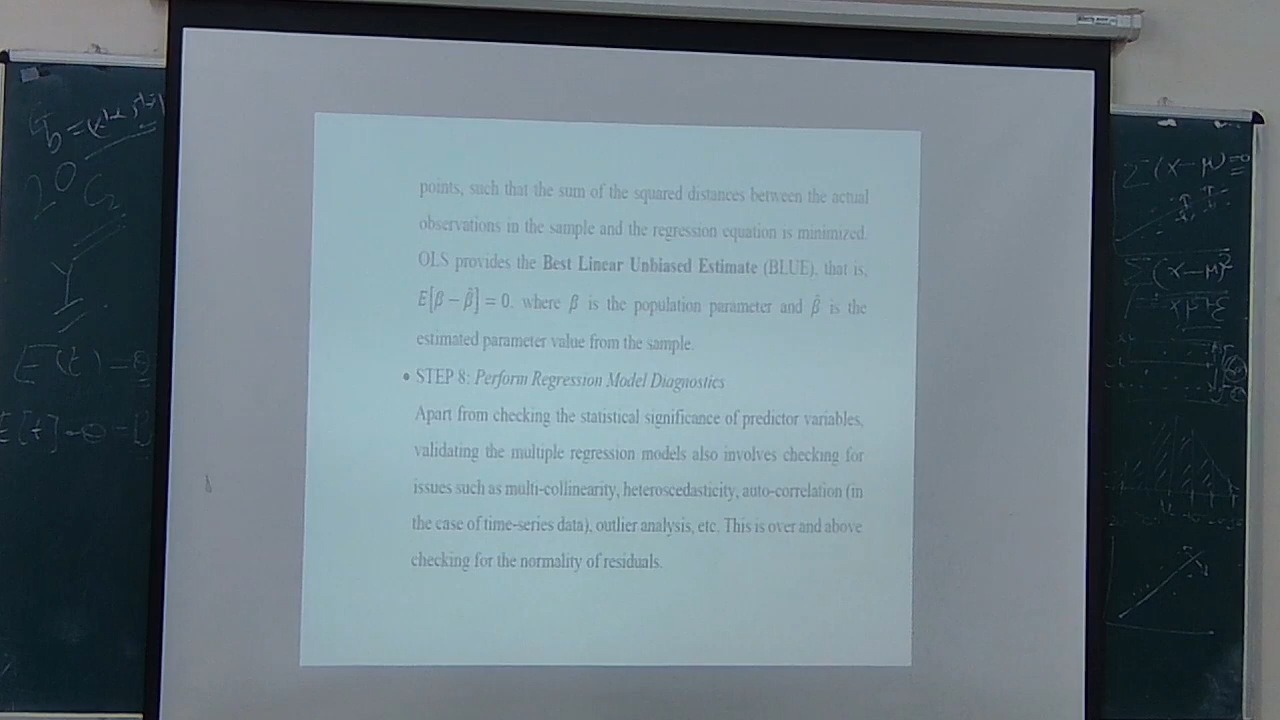 20 C₂
Y
E(t) = θ
points, such that the sum of the squared distances between the actual
observations in the sample and the regression equation is minimized.
OLS provides the Best Linear Unbiased Estimate (BLUE), that is,
E[β − β̂] = 0, where β is the population parameter and β̂ is the
estimated parameter value from the sample.
• STEP 8: Perform Regression Model Diagnostics
Apart from checking the statistical significance of predictor variables,
validating the multiple regression models also involves checking for
issues such as multi-collinearity, heteroscedasticity, auto-correlation (in
the case of time-series data), outlier analysis, etc. This is over and above
checking for the normality of residuals.
Σ(x−μ)=0
Σ(x−μ)²